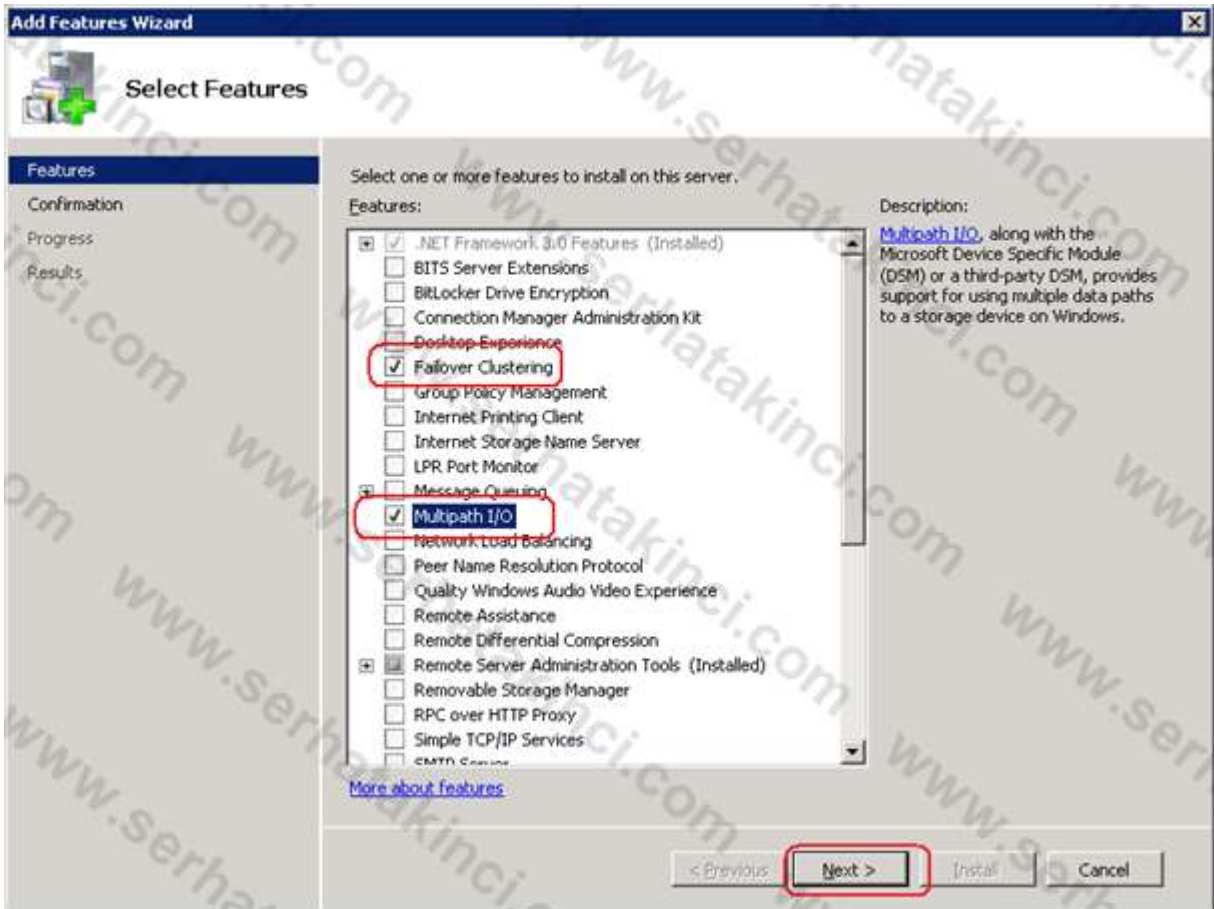 Add Features Wizard
Select Features
Features
Confirmation
Progress
Results
Select one or more features to install on this server.
Features:
.NET Framework 3.0 Features (Installed)
BITS Server Extensions
BitLocker Drive Encryption
Connection Manager Administration Kit
Desktop Experience
Failover Clustering
Group Policy Management
Internet Printing Client
Internet Storage Name Server
LPR Port Monitor
Message Queuing
Multipath I/O
Network Load Balancing
Peer Name Resolution Protocol
Quality Windows Audio Video Experience
Remote Assistance
Remote Differential Compression
Remote Server Administration Tools (Installed)
Removable Storage Manager
RPC over HTTP Proxy
Simple TCP/IP Services
SMTP Server
More about features
Description:
Multipath I/O, along with the
Microsoft Device Specific Module
(DSM) or a third-party DSM, provides
support for using multiple data paths
to a storage device on Windows.
< Previous
Next >
Install
Cancel
www.serhatakinci.com